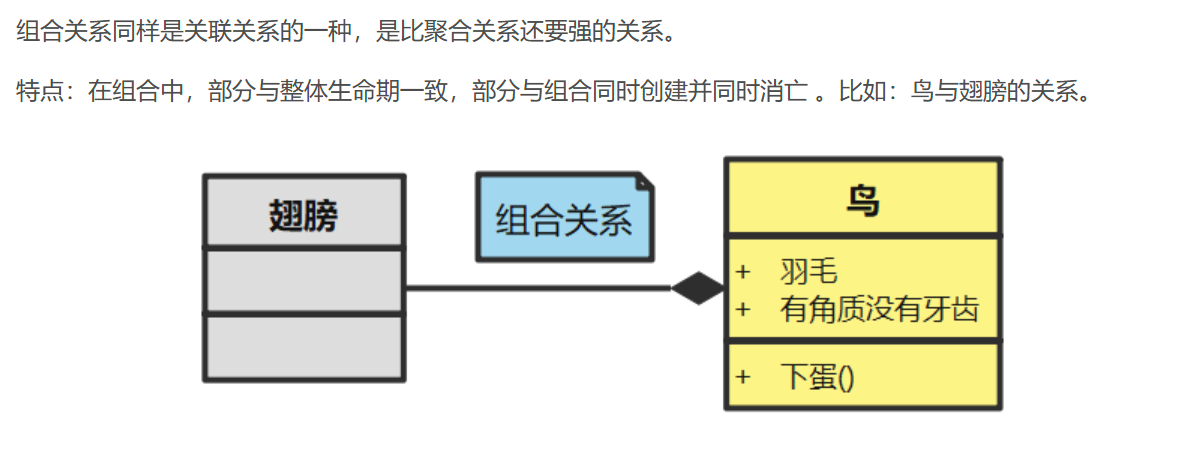 组合关系同样是关联关系的一种，是比聚合关系还要强的关系。
特点：在组合中，部分与整体生命期一致，部分与组合同时创建并同时消亡 。比如：鸟与翅膀的关系。
翅膀
组合关系
鸟
+ 羽毛
+ 有角质没有牙齿
+ 下蛋()